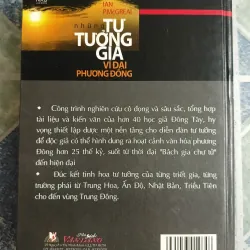 IAN P.McGREAL
những
TƯ
TƯỞNG
GIA
VĨ ĐẠI
PHƯƠNG ĐÔNG
• Công trình nghiên cứu cô đọng và sâu sắc, tổng hợp
tài liệu và kiến văn của hơn 40 học giả Đông Tây, hy
vọng thiết lập được một nền tảng, cho diễn đàn tư tưởng để
độc giả có thể hình dung và hoạt cảnh văn hóa phương
Đông hơn 25 thế kỷ, suốt từ thời đại "Bách gia chư tử"
đến hiện đại
• Đúc kết tinh hoa tư tưởng của từng triết gia, từng
trường phái từ Trung Hoa, Ấn Độ, Nhật Bản, Triều Tiên
cho đến vùng Trung Đông.